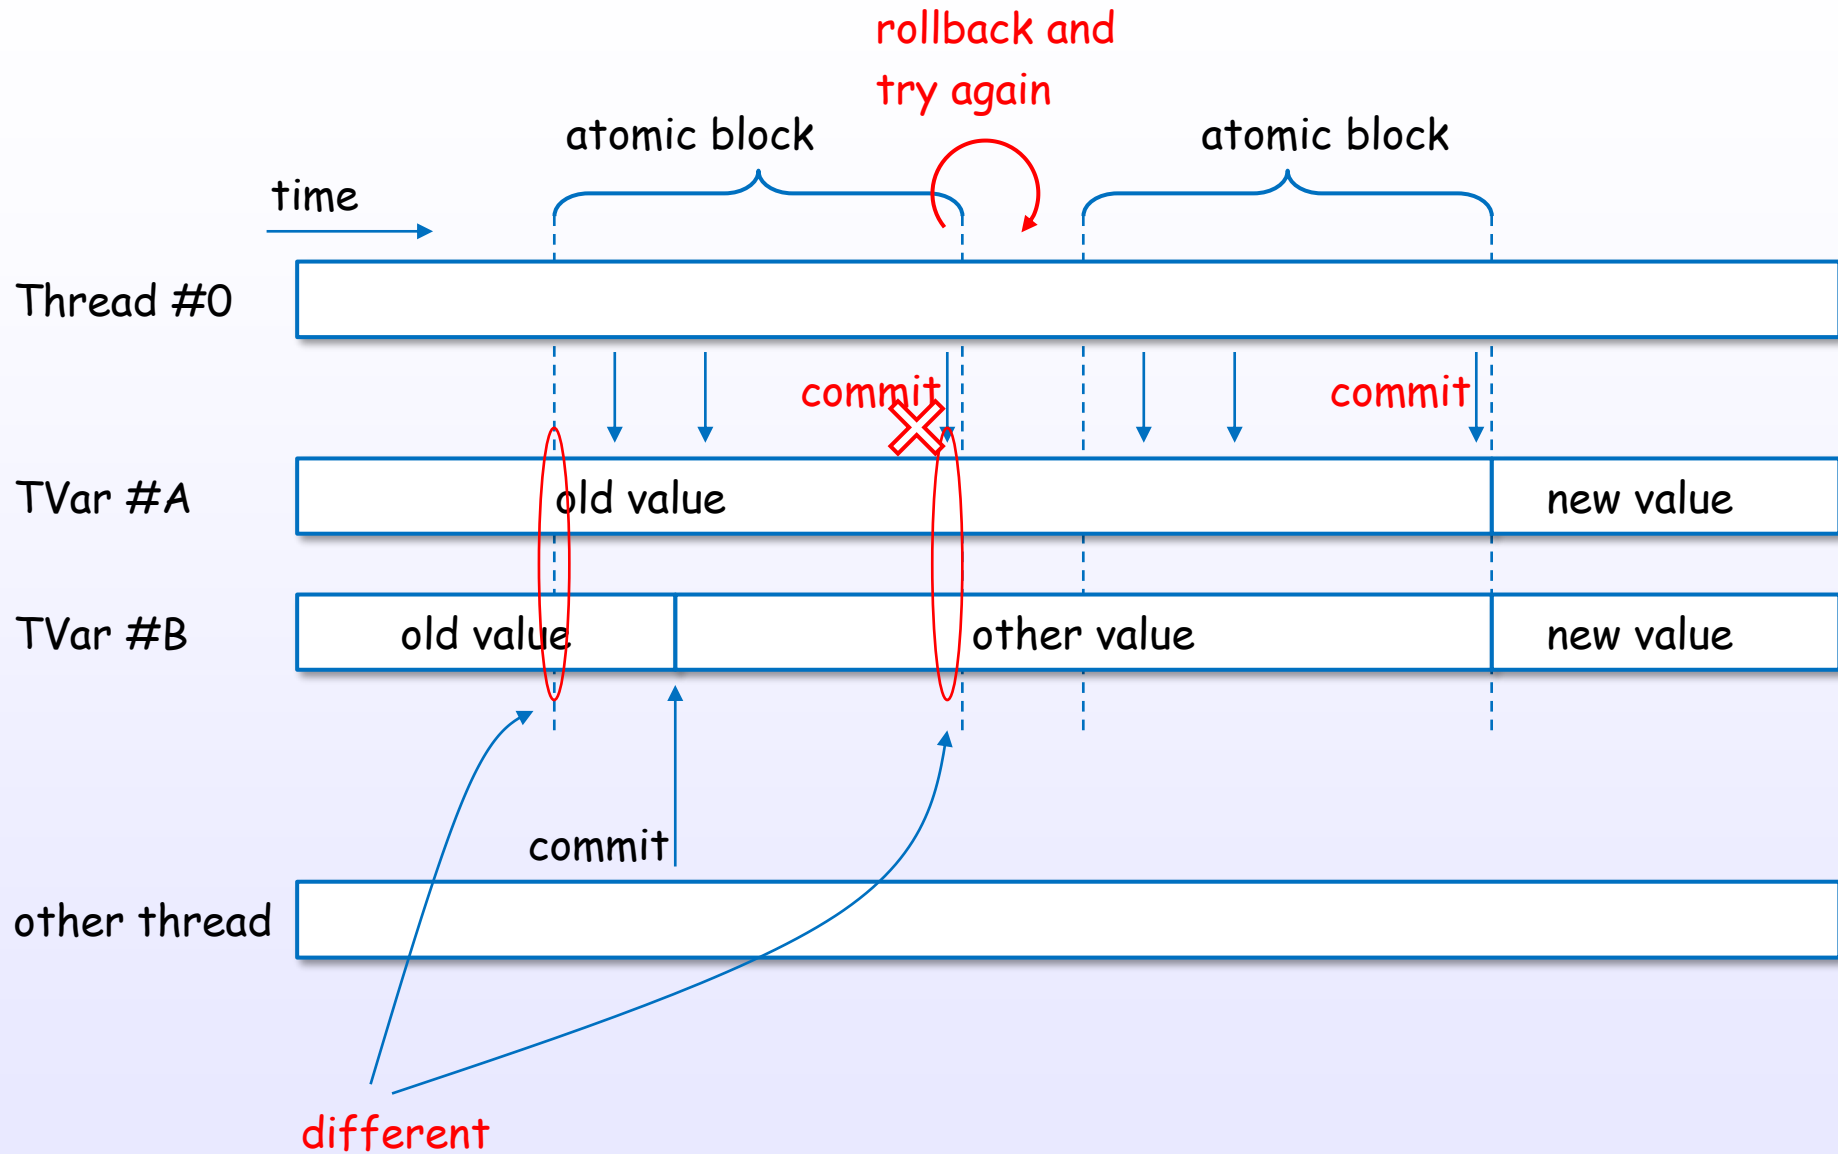 rollback and
try again
atomic block
atomic block
time
Thread #0
commit
commit
TVar #A
old value
new value
TVar #B
old value
other value
new value
commit
other thread
different